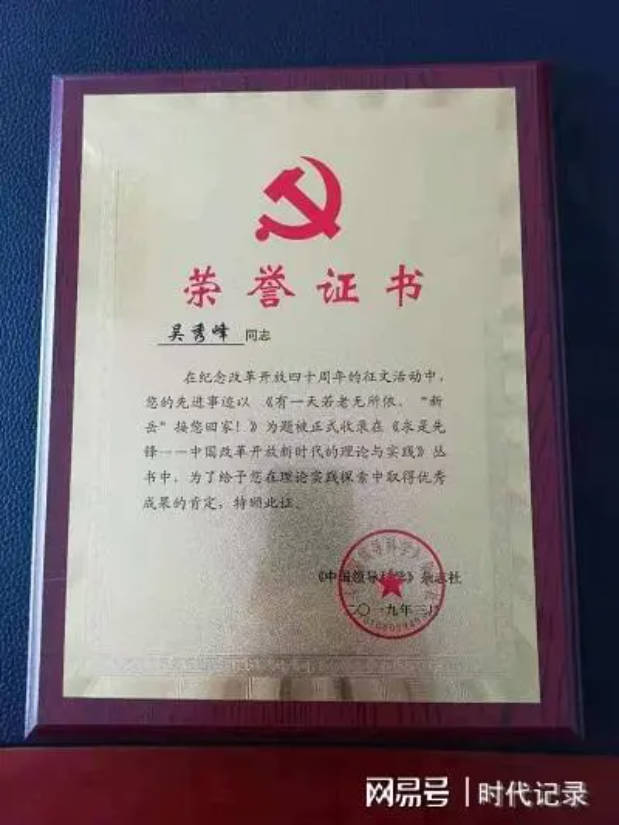 荣誉证书
吴秀峰 同志
在纪念改革开放四十周年的征文活动中，
您的先进事迹以《有一天若老无所依，“新
岳”接您回家！》为题被正式收录在《求是先
锋——中国改革开放新时代的理论与实践》丛
书中，为了给予您在理论实践探索中取得优秀
成果的肯定，特颁此证。
《中国领导科学》杂志社
二〇一九年三月
网易号 | 时代记录